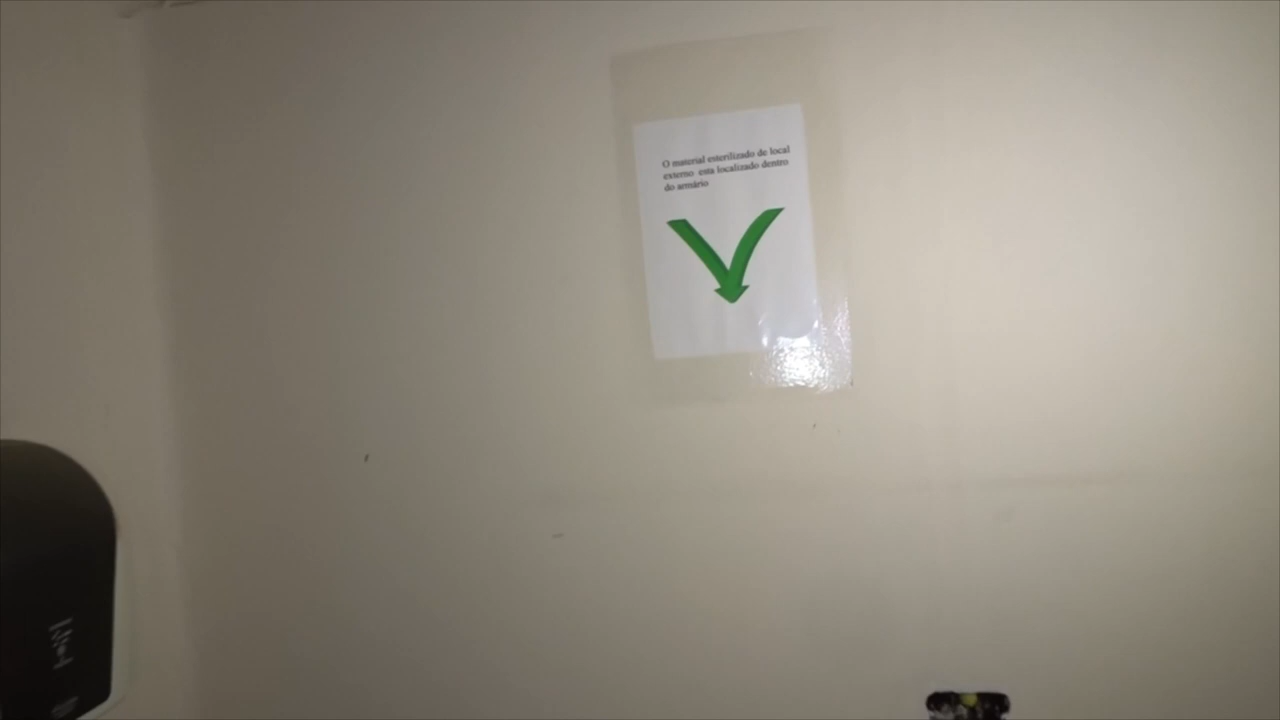 O material esterilizado de local
externo esta localizado dentro
do armário